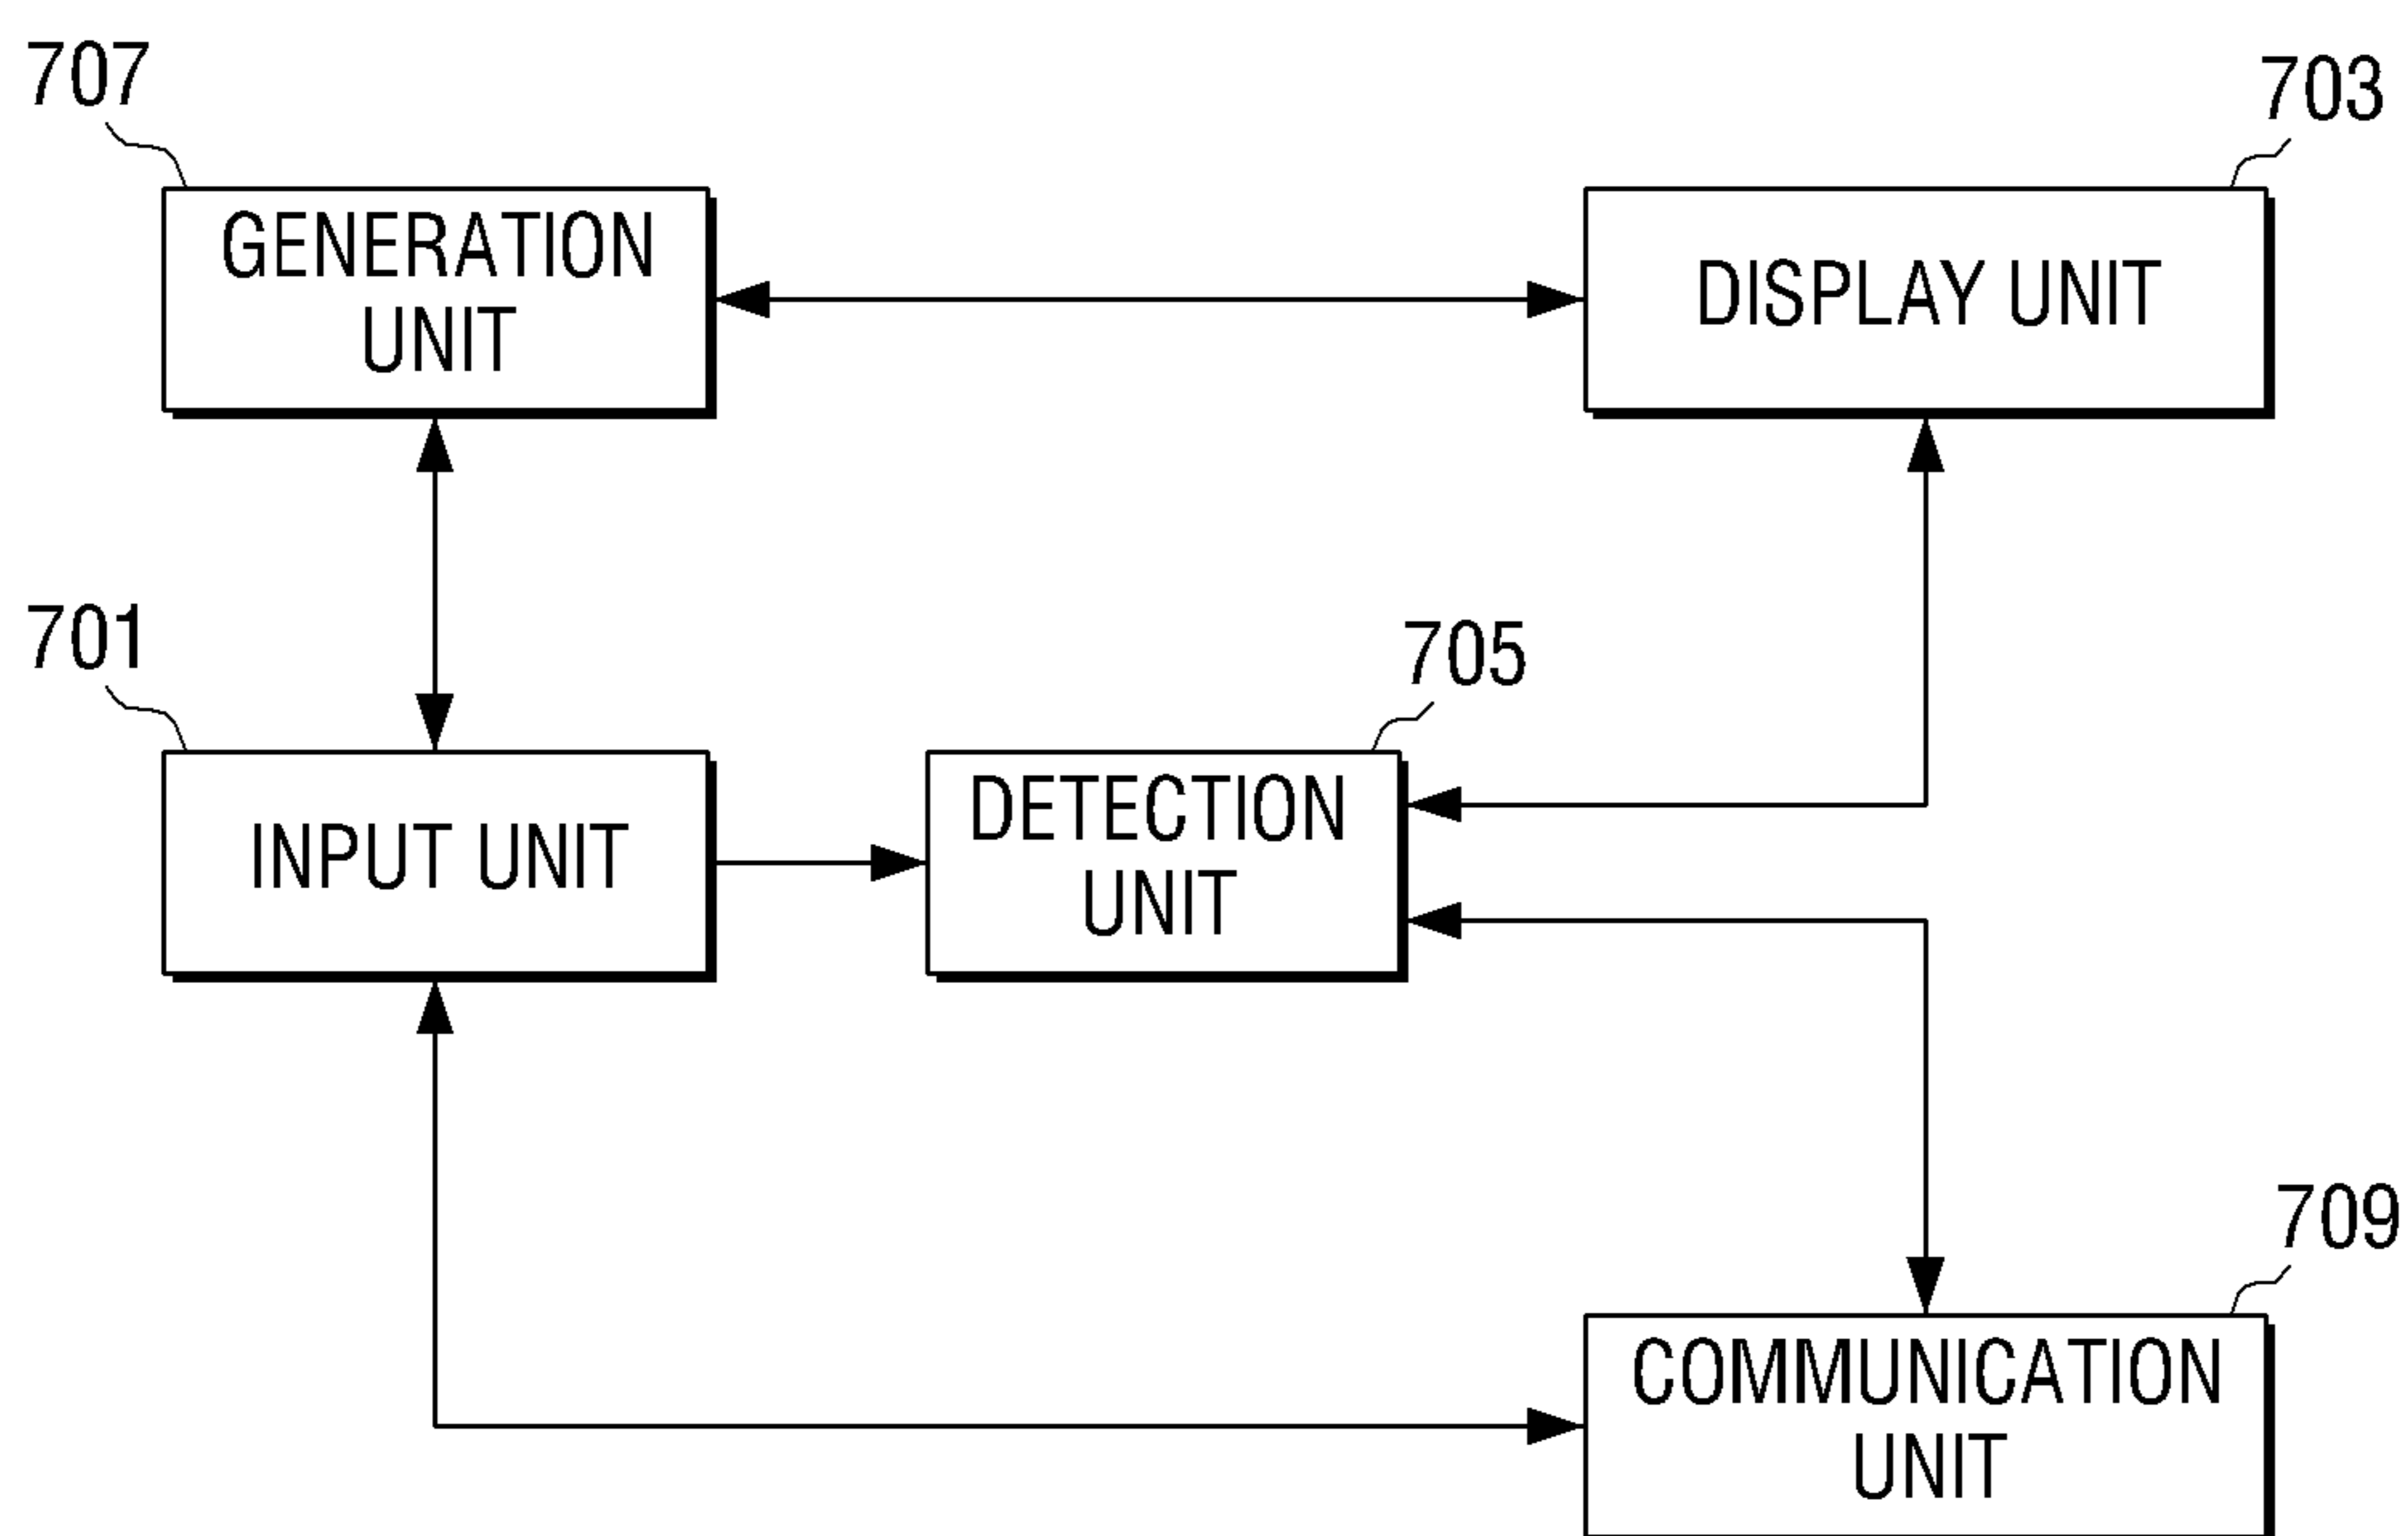 707
703
GENERATION
UNIT
DISPLAY UNIT
701
705
INPUT UNIT
DETECTION
UNIT
709
COMMUNICATION
UNIT